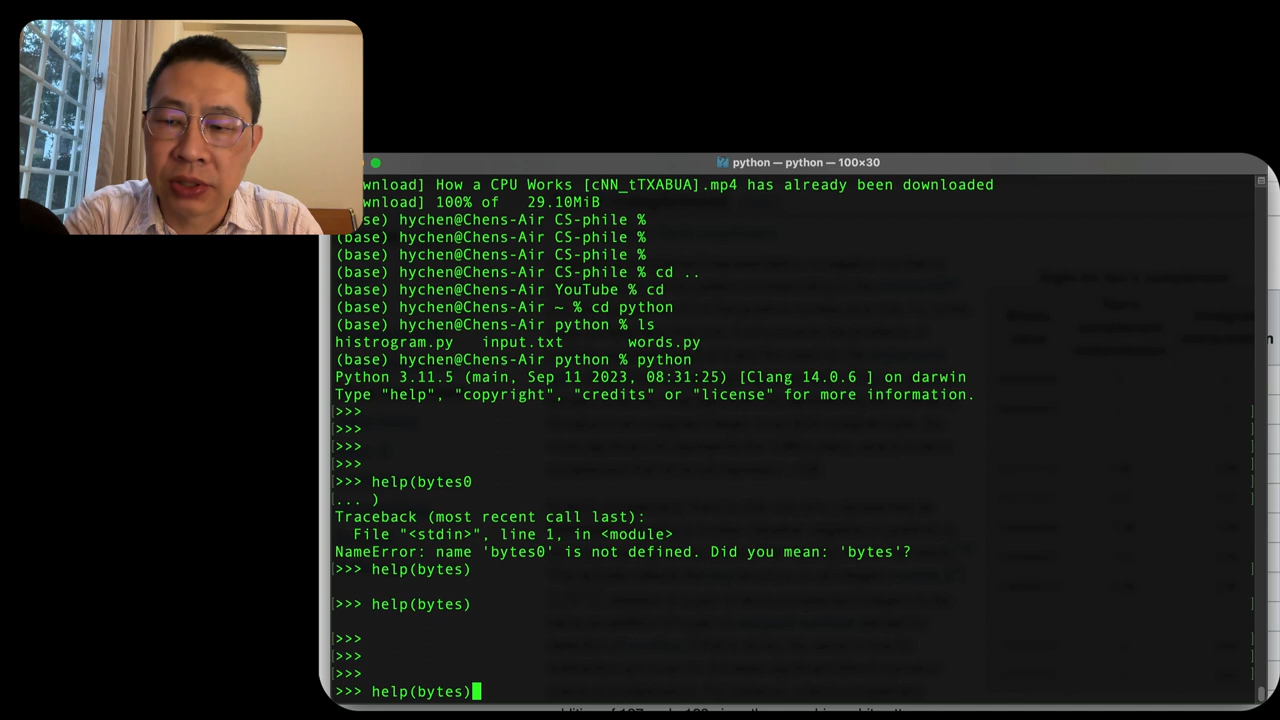 python — python — 100×30
wnload] How a CPU Works [cNN_tTXABUA].mp4 has already been downloaded
wnload] 100% of   29.10MiB
base) hychen@Chens-Air CS-phile %
(base) hychen@Chens-Air CS-phile %
(base) hychen@Chens-Air CS-phile %
(base) hychen@Chens-Air CS-phile % cd ..
(base) hychen@Chens-Air YouTube % cd
(base) hychen@Chens-Air ~ % cd python
(base) hychen@Chens-Air python % ls
histrogram.py   input.txt       words.py
(base) hychen@Chens-Air python % python
Python 3.11.5 (main, Sep 11 2023, 08:31:25) [Clang 14.0.6 ] on darwin
Type "help", "copyright", "credits" or "license" for more information.
>>>
>>>
>>>
>>>
>>> help(bytes0
... )
Traceback (most recent call last):
  File "<stdin>", line 1, in <module>
NameError: name 'bytes0' is not defined. Did you mean: 'bytes'?
>>> help(bytes)
>>> help(bytes)
>>>
>>>
>>>
>>> help(bytes)